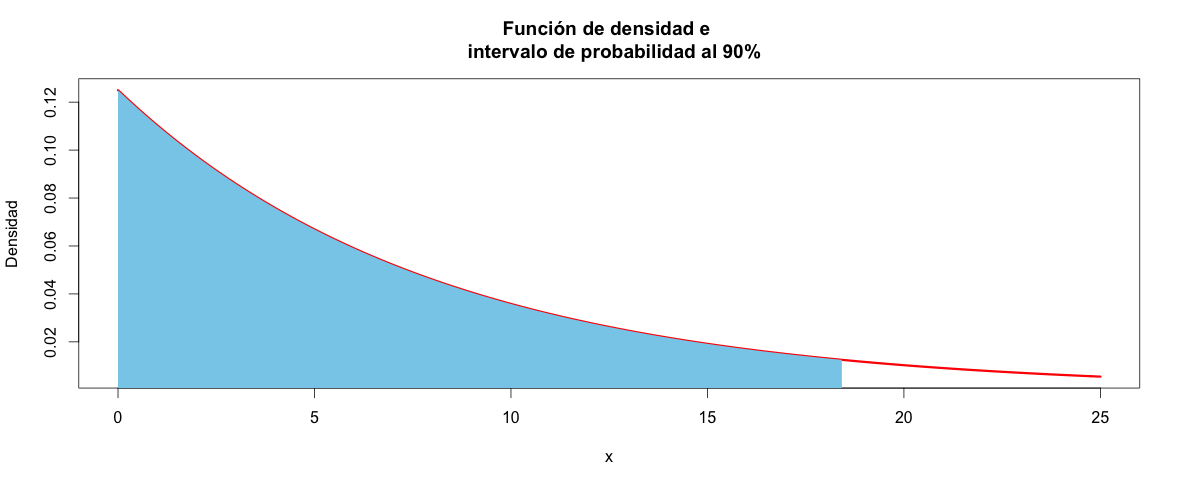 Función de densidad e
intervalo de probabilidad al 90%
Densidad
0.12
0.10
0.08
0.06
0.04
0.02
0 5 10 15 20 25
x